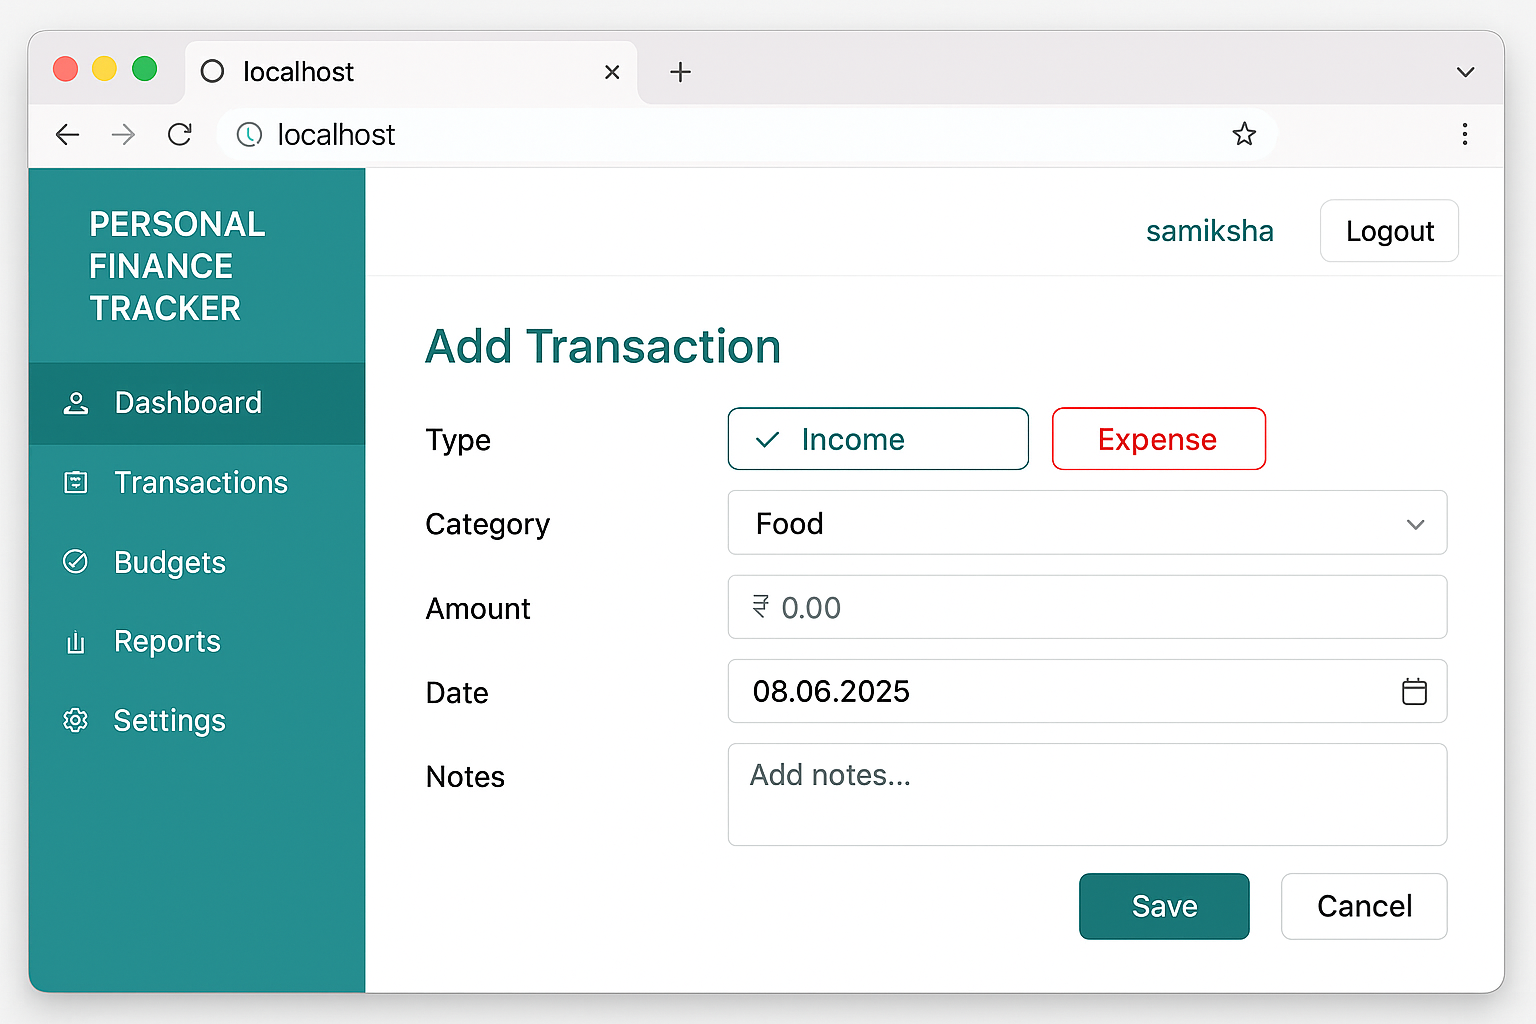 localhost
localhost
PERSONAL
FINANCE
TRACKER
samiksha
Logout
Dashboard
Transactions
Budgets
Reports
Settings
Add Transaction
Type
Income
Expense
Category
Food
Amount
₹ 0.00
Date
08.06.2025
Notes
Add notes...
Save
Cancel